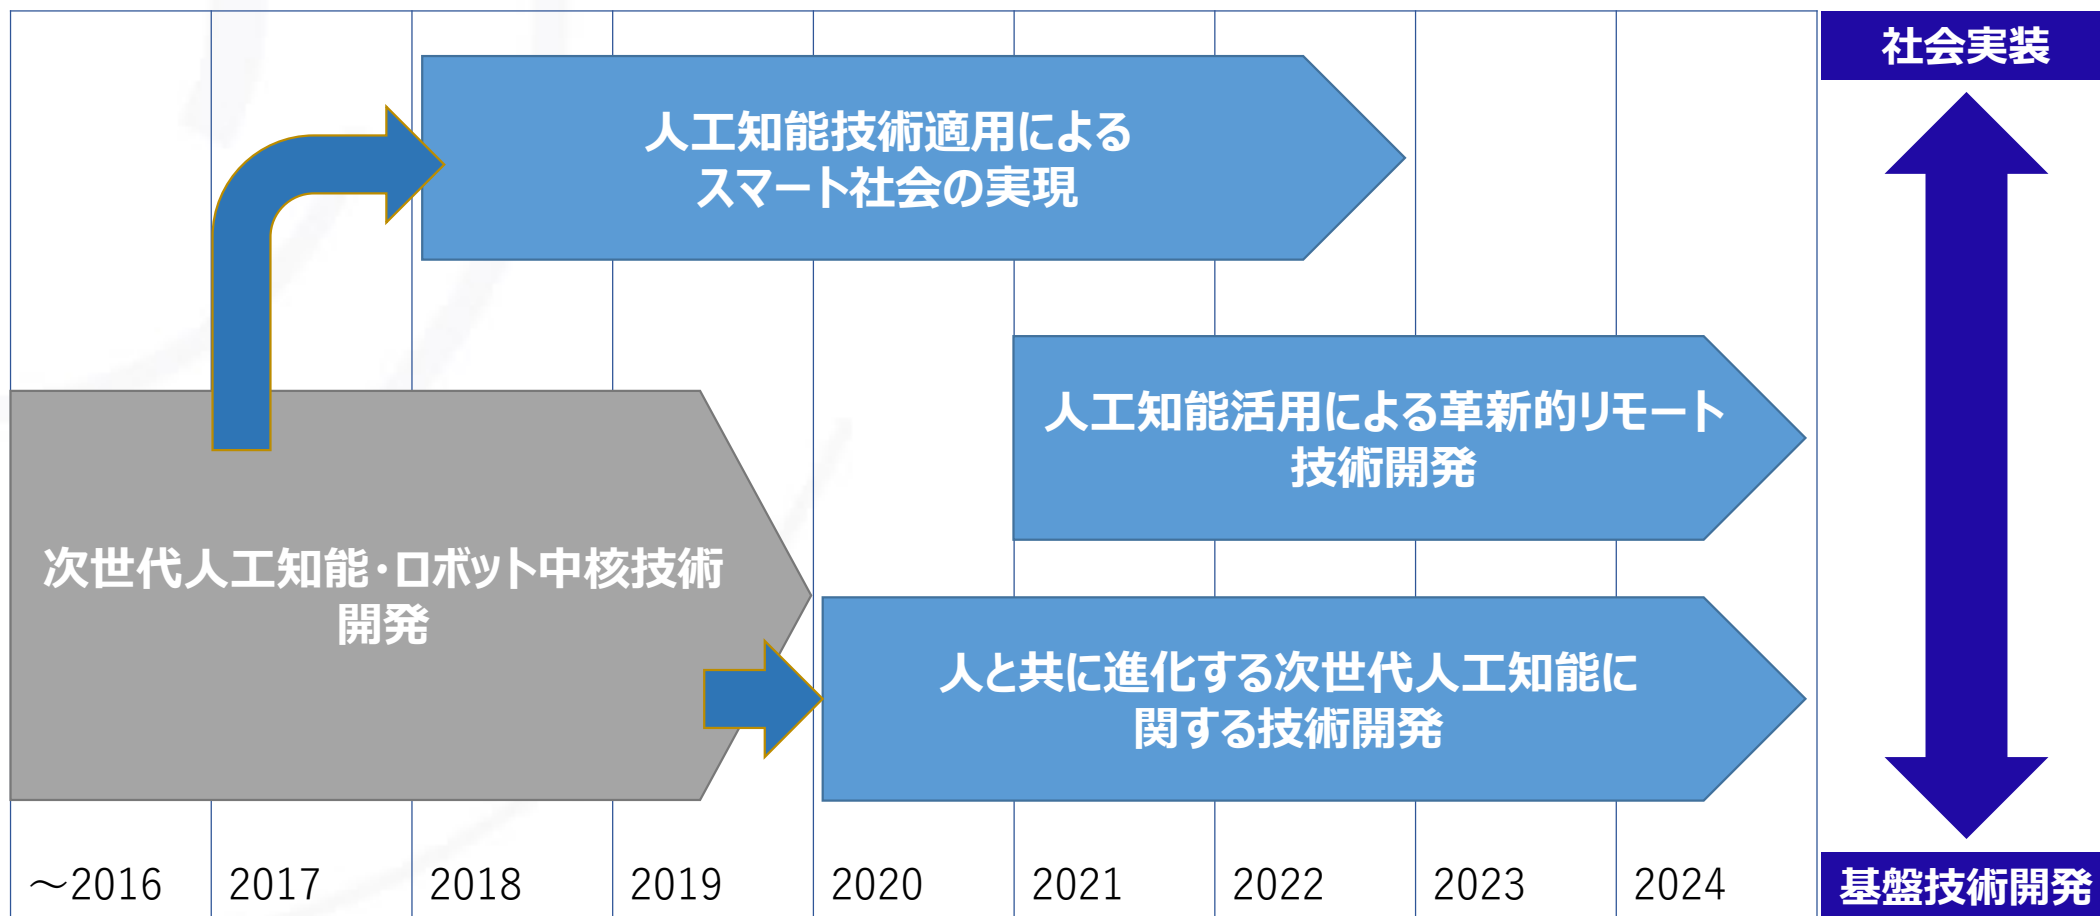 社会実装
人工知能技術適用による
スマート社会の実現
人工知能活用による革新的リモート
技術開発
次世代人工知能・ロボット中核技術
開発
人と共に進化する次世代人工知能に
関する技術開発
～2016
2017
2018
2019
2020
2021
2022
2023
2024
基盤技術開発